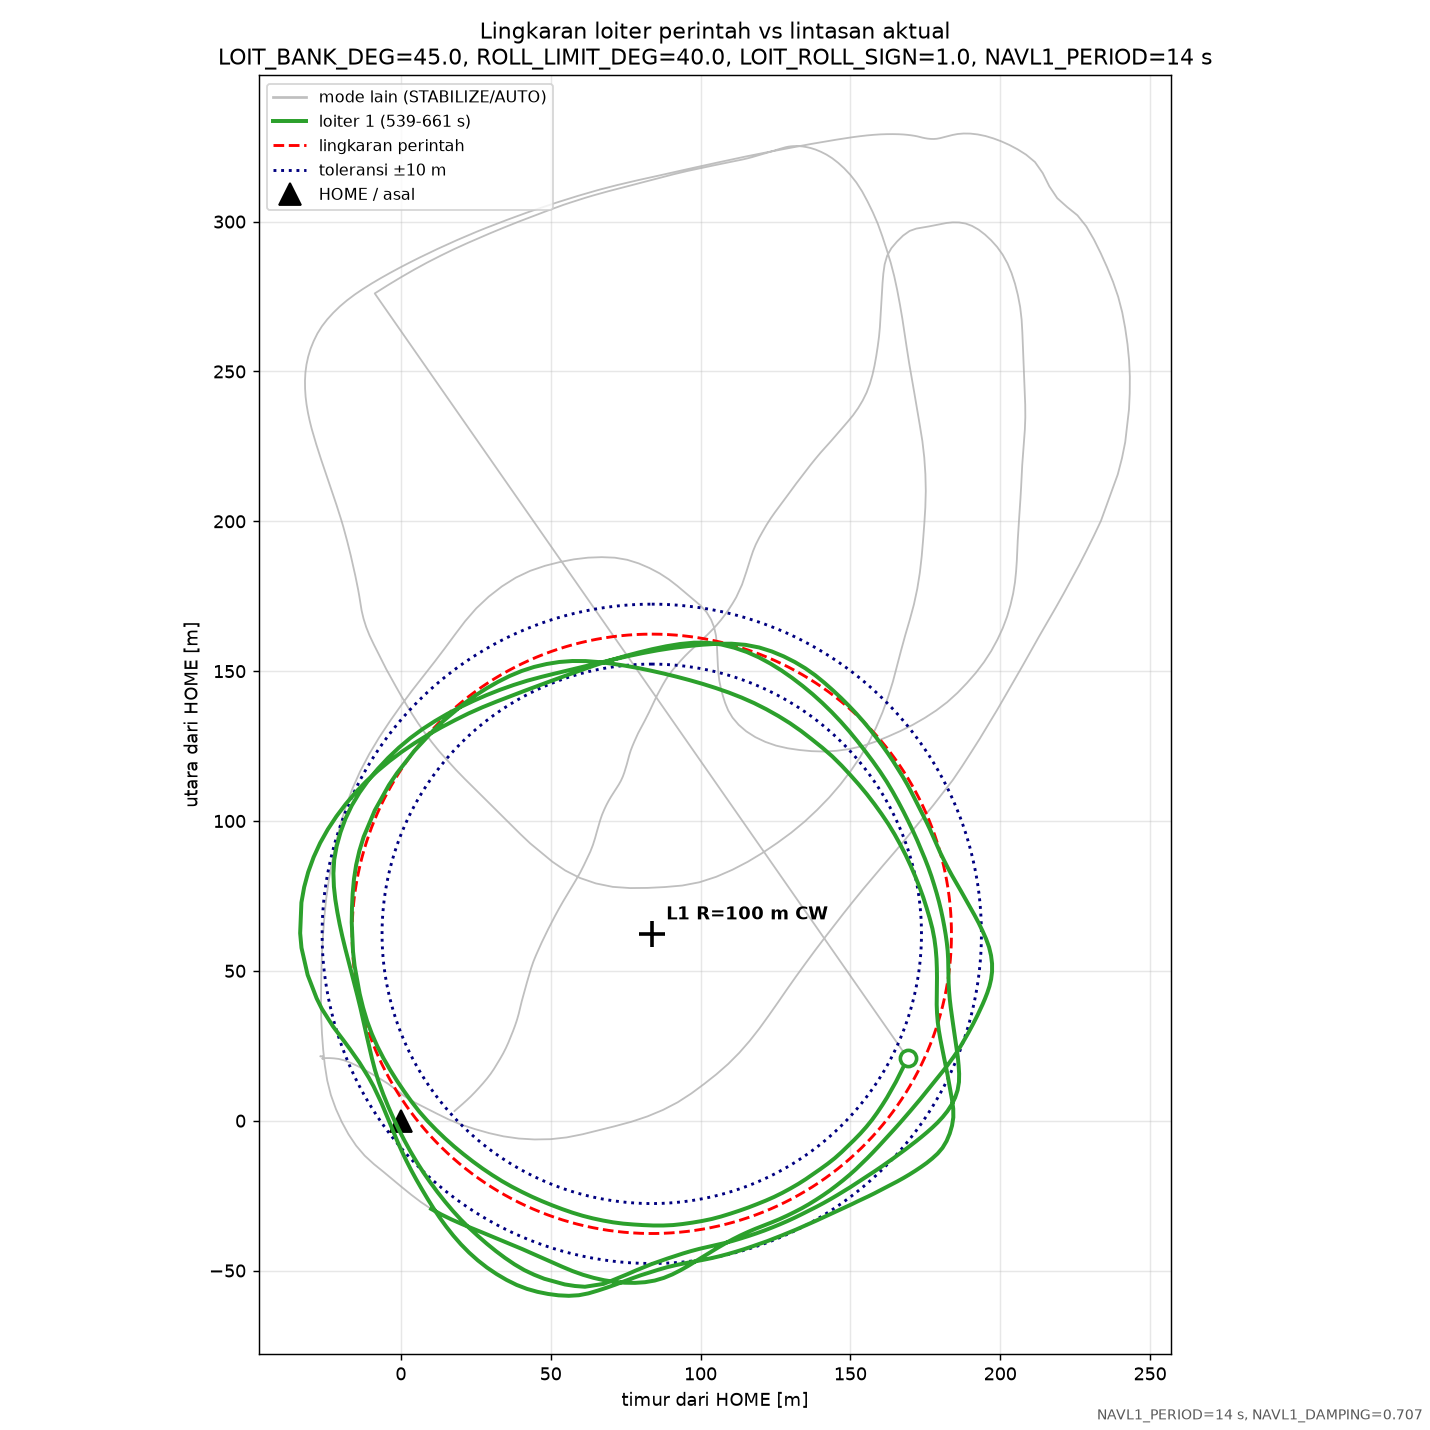 Lingkaran loiter perintah vs lintasan aktual
LOIT_BANK_DEG=45.0, ROLL_LIMIT_DEG=40.0, LOIT_ROLL_SIGN=1.0, NAVL1_PERIOD=14 s
mode lain (STABILIZE/AUTO)
loiter 1 (539-661 s)
lingkaran perintah
toleransi ±10 m
HOME / asal
300
250
200
150
100
50
0
−50
utara dari HOME [m]
L1 R=100 m CW
0
50
100
150
200
250
timur dari HOME [m]
NAVL1_PERIOD=14 s, NAVL1_DAMPING=0.707